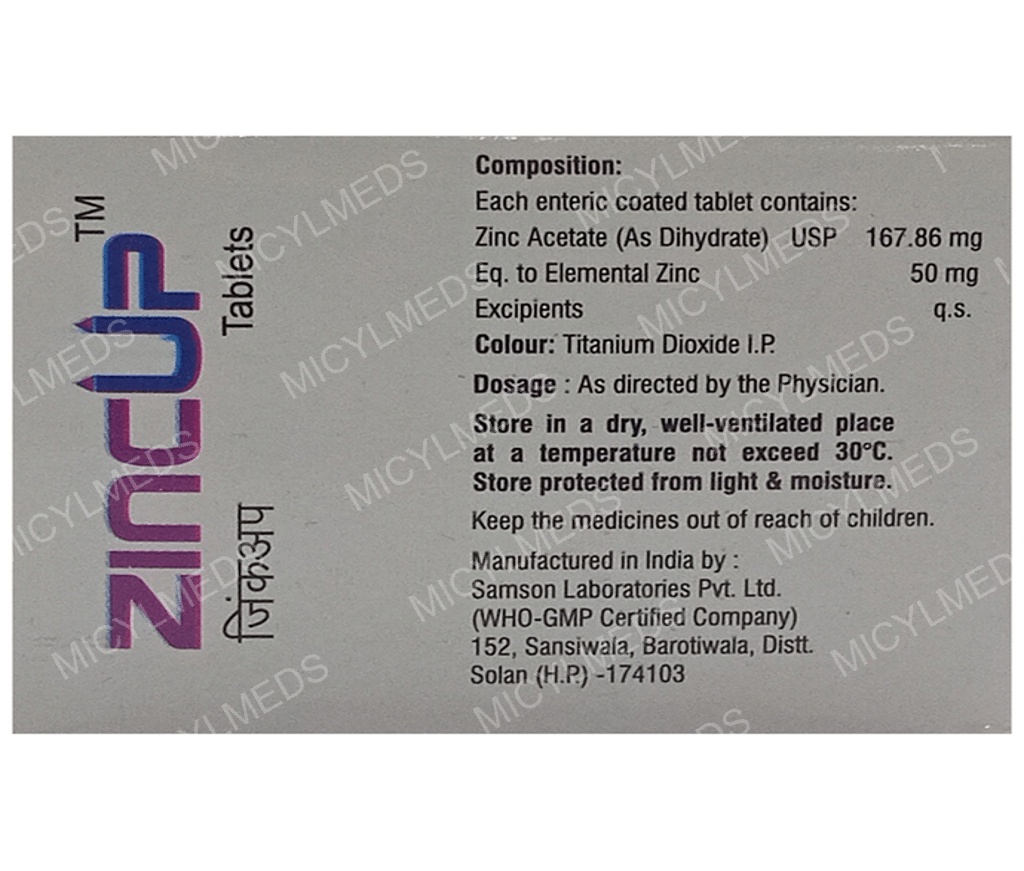 ZINCUP™
Tablets
जिंकअप
Composition:
Each enteric coated tablet contains:
Zinc Acetate (As Dihydrate) USP 167.86 mg
Eq. to Elemental Zinc 50 mg
Excipients q.s.
Colour: Titanium Dioxide I.P.
Dosage : As directed by the Physician.
Store in a dry, well-ventilated place
at a temperature not exceed 30°C.
Store protected from light & moisture.
Keep the medicines out of reach of children.
Manufactured in India by :
Samson Laboratories Pvt. Ltd.
(WHO-GMP Certified Company)
152, Sansiwala, Barotiwala, Distt.
Solan (H.P.) -174103
MICYLMEDS